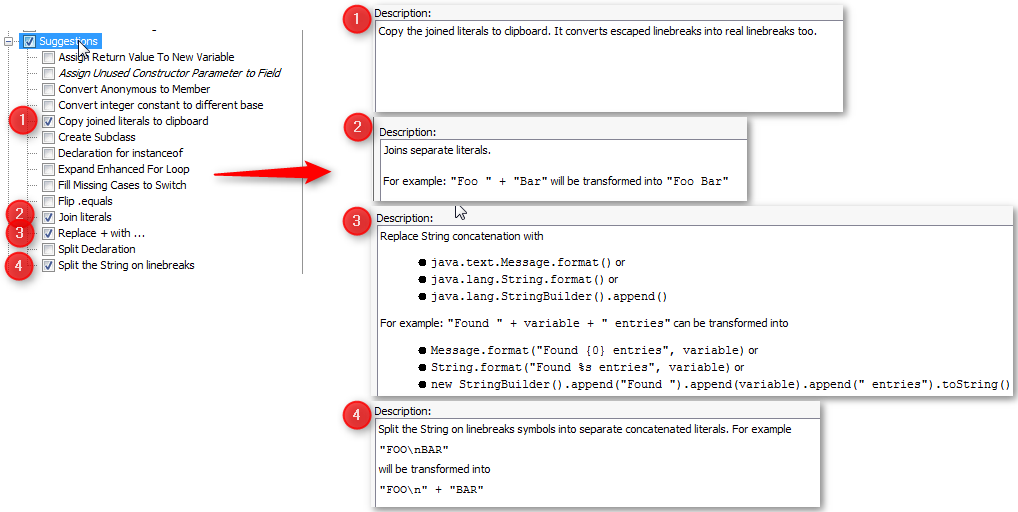 Suggestions
Assign Return Value To New Variable
Assign Unused Constructor Parameter to Field
Convert Anonymous to Member
Convert integer constant to different base
1 Copy joined literals to clipboard
Create Subclass
Declaration for instanceof
Expand Enhanced For Loop
Fill Missing Cases to Switch
Flip .equals
2 Join literals
3 Replace + with ...
Split Declaration
4 Split the String on linebreaks
1 Description:
Copy the joined literals to clipboard. It converts escaped linebreaks into real linebreaks too.
2 Description:
Joins separate literals.
For example: "Foo " + "Bar" will be transformed into "Foo Bar"
3 Description:
Replace String concatenation with
● java.text.Message.format() or
● java.lang.String.format() or
● java.lang.StringBuilder().append()
For example: "Found " + variable + " entries" can be transformed into
● Message.format("Found {0} entries", variable) or
● String.format("Found %s entries", variable) or
● new StringBuilder().append("Found ").append(variable).append(" entries").toString()
4 Description:
Split the String on linebreaks symbols into separate concatenated literals. For example
"FOO\nBAR"
will be transformed into
"FOO\n" + "BAR"